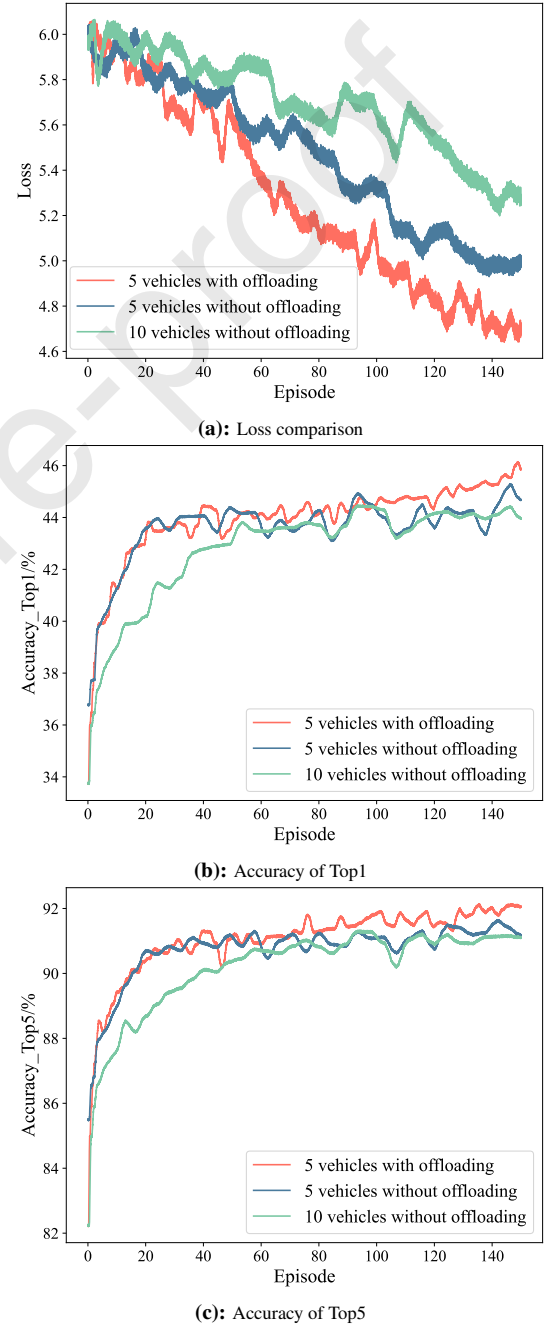 6.0
5.8
5.6
5.4
5.2
5.0
4.8
4.6
Loss
5 vehicles with offloading
5 vehicles without offloading
10 vehicles without offloading
0 20 40 60 80 100 120 140
Episode
(a): Loss comparison
46
44
42
40
38
36
34
Accuracy_Top1/%
5 vehicles with offloading
5 vehicles without offloading
10 vehicles without offloading
0 20 40 60 80 100 120 140
Episode
(b): Accuracy of Top1
92
90
88
86
84
82
Accuracy_Top5/%
5 vehicles with offloading
5 vehicles without offloading
10 vehicles without offloading
0 20 40 60 80 100 120 140
Episode
(c): Accuracy of Top5
e-proof